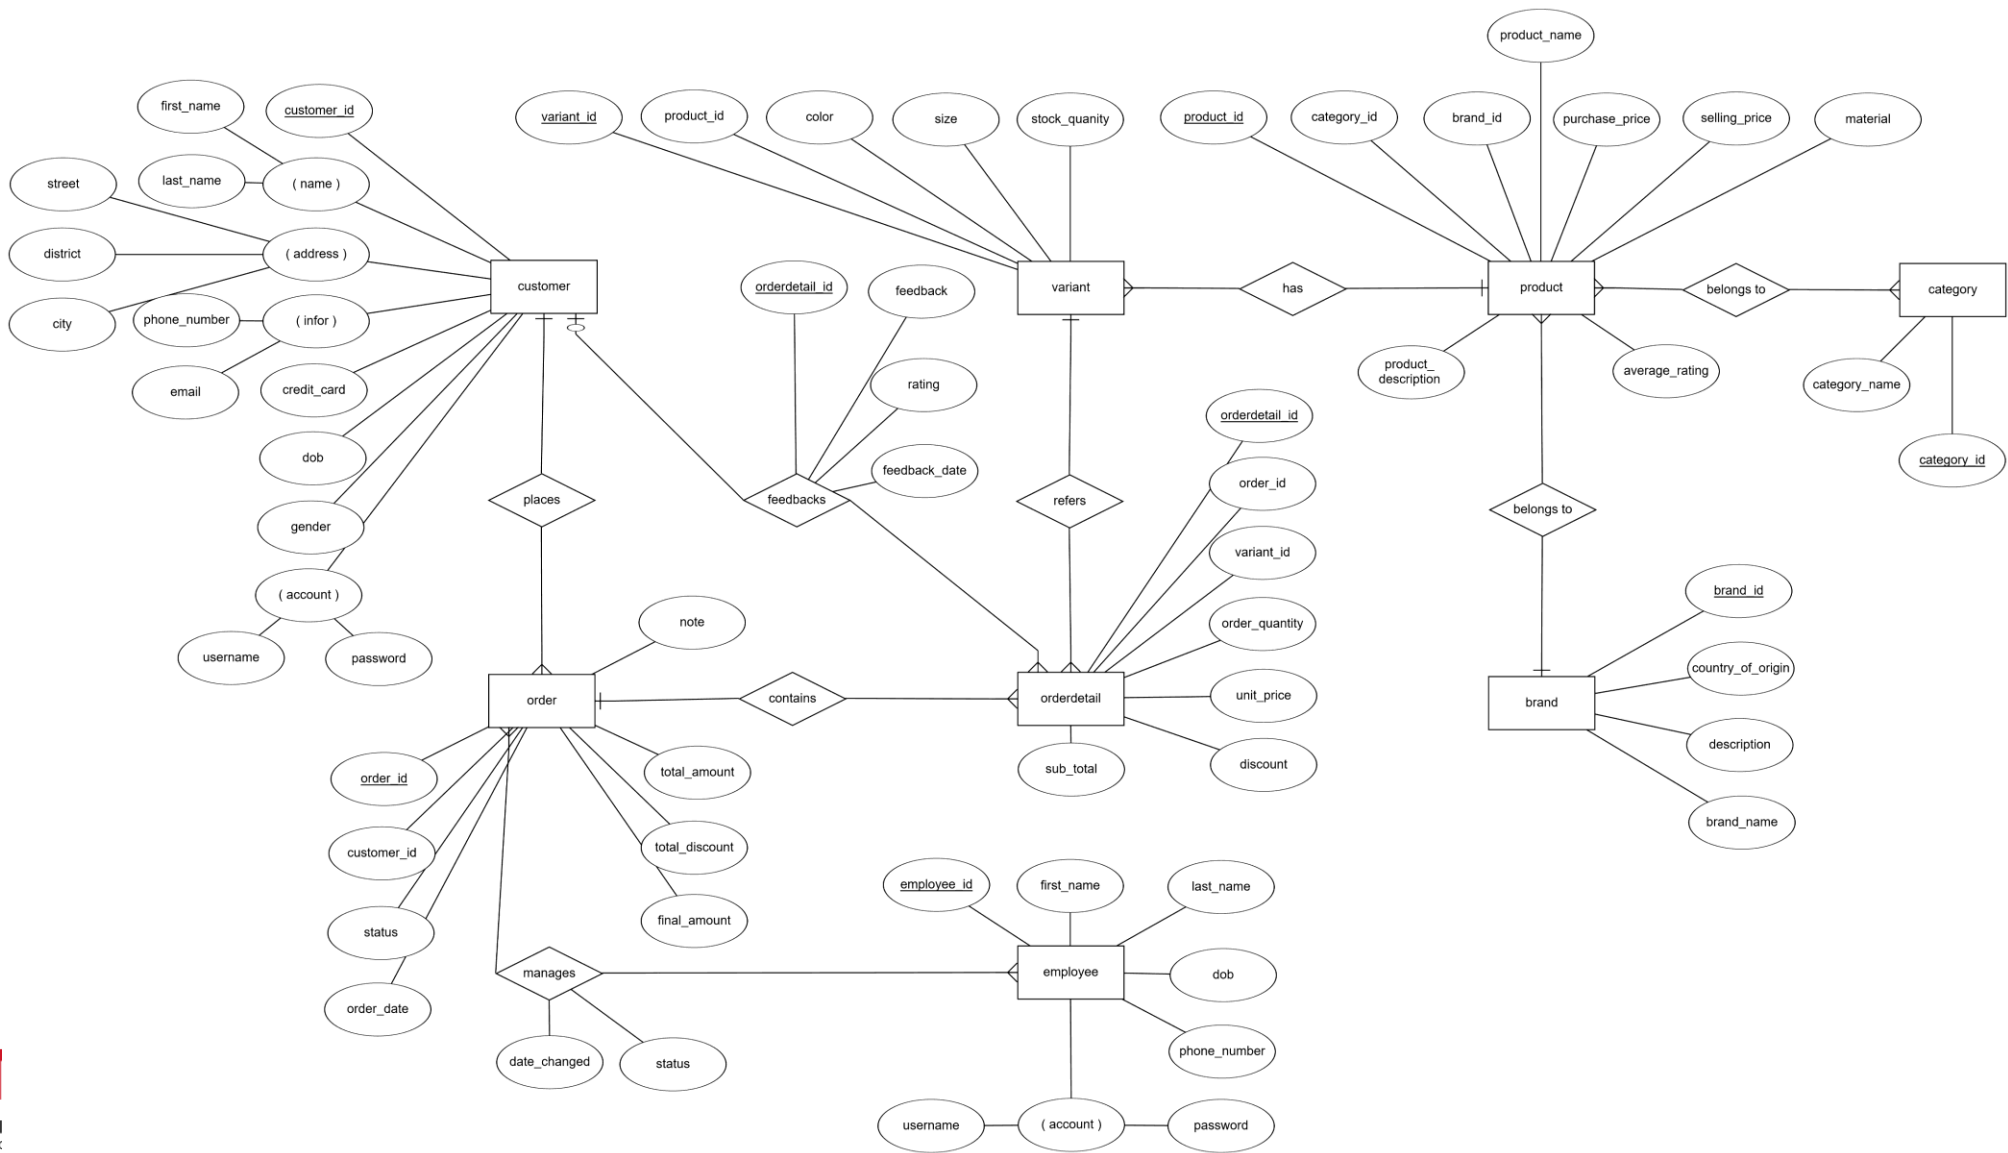 product_name
first_name
customer_id
variant_id
product_id
color
size
stock_quanity
product_id
category_id
brand_id
purchase_price
selling_price
material
street
last_name
( name )
district
( address )
customer
orderdetail_id
feedback
variant
has
product
belongs to
category
city
phone_number
( infor )
email
credit_card
rating
product_
description
average_rating
category_name
orderdetail_id
dob
feedback_date
category_id
places
feedbacks
refers
order_id
belongs to
gender
variant_id
( account )
brand_id
username
password
note
order_quantity
country_of_origin
order
contains
orderdetail
unit_price
brand
order_id
total_amount
sub_total
discount
description
customer_id
total_discount
brand_name
status
final_amount
employee_id
first_name
last_name
order_date
manages
employee
dob
date_changed
status
phone_number
username
( account )
password